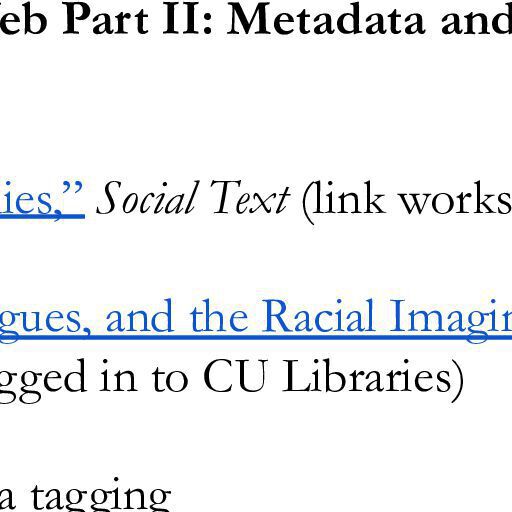 eb Part II: Metadata and
ies,” Social Text (link works
gues, and the Racial Imagin
gged in to CU Libraries)
a tagging